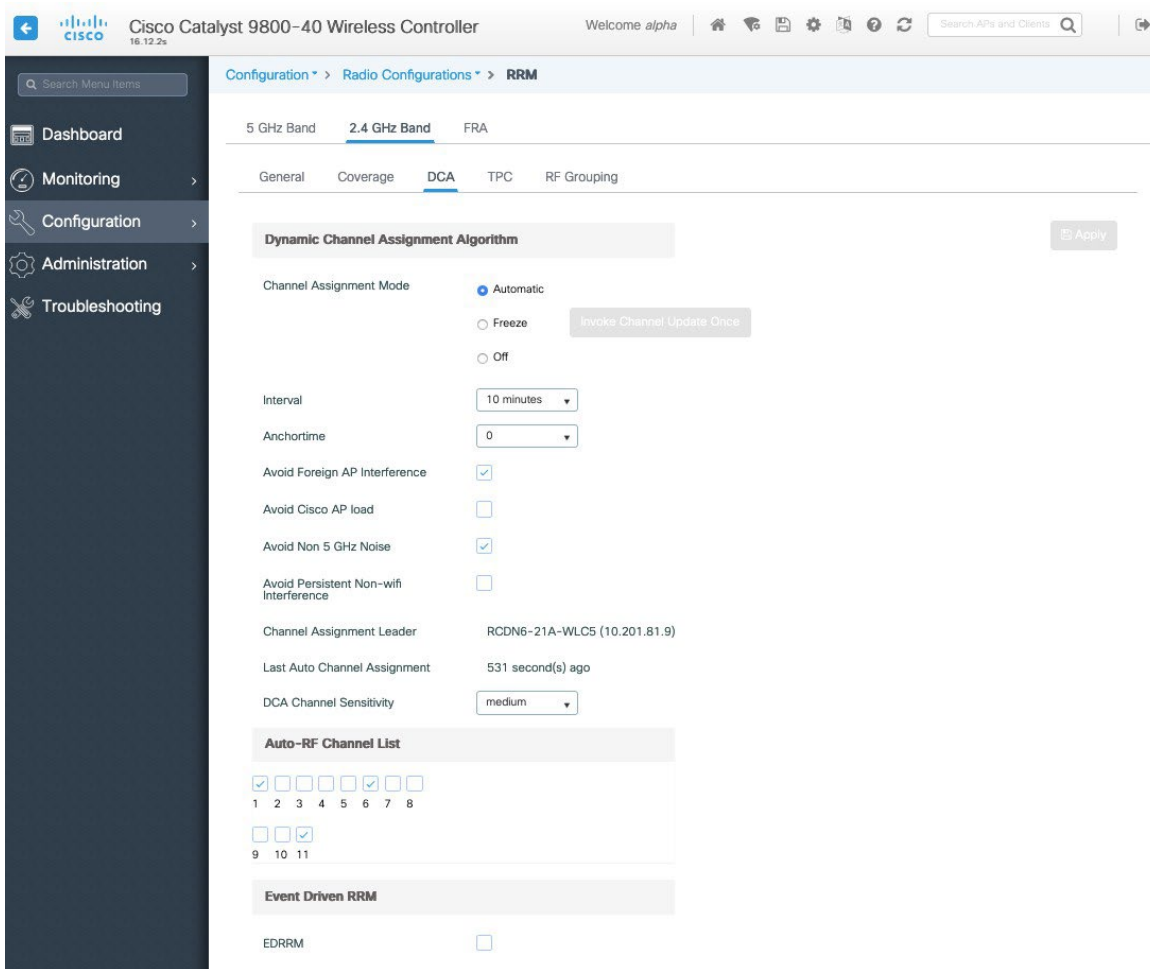 CISCO
Cisco Catalyst 9800-40 Wireless Controller
16.12.2s
Welcome alpha
Search APs and Clients
Search Menu Items
Dashboard
Monitoring
Configuration
Administration
Troubleshooting
Configuration > Radio Configurations > RRM
5 GHz Band 2.4 GHz Band FRA
General Coverage DCA TPC RF Grouping
Dynamic Channel Assignment Algorithm
Apply
Channel Assignment Mode
Automatic
Freeze Invoke Channel Update Once
Off
Interval 10 minutes
Anchortime 0
Avoid Foreign AP Interference
Avoid Cisco AP load
Avoid Non 5 GHz Noise
Avoid Persistent Non-wifi
Interference
Channel Assignment Leader RCDN6-21A-WLC5 (10.201.81.9)
Last Auto Channel Assignment 531 second(s) ago
DCA Channel Sensitivity medium
Auto-RF Channel List
1 2 3 4 5 6 7 8
9 10 11
Event Driven RRM
EDRRM